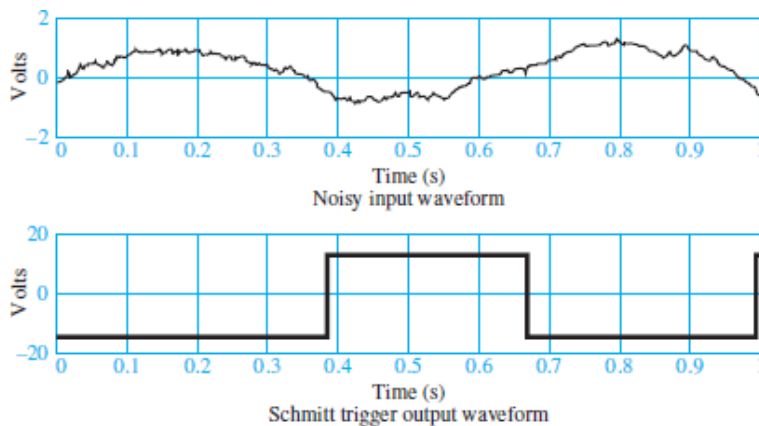 2
Volts
0
−2
0 0.1 0.2 0.3 0.4 0.5 0.6 0.7 0.8 0.9
Time (s)
Noisy input waveform
20
Volts
0
−20
0 0.1 0.2 0.3 0.4 0.5 0.6 0.7 0.8 0.9
Time (s)
Schmitt trigger output waveform